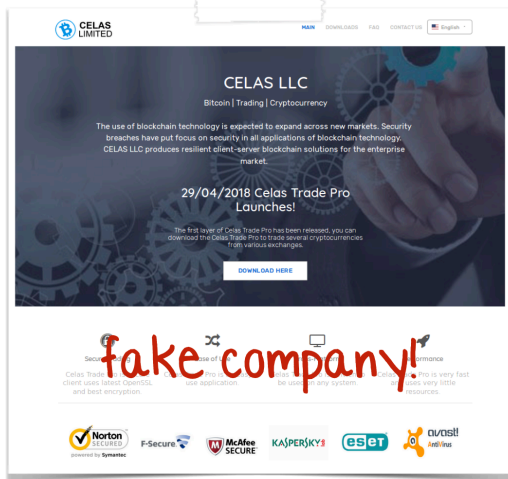 CELAS
LIMITED
MAIN DOWNLOADS FAQ CONTACT US English
CELAS LLC
Bitcoin | Trading | Cryptocurrency
The use of blockchain technology is expected to expand across new markets. Security
breaches have put focus on security in all applications of blockchain technology.
CELAS LLC produces resilient client-server blockchain solutions for the enterprise
market.
29/04/2018 Celas Trade Pro
Launches!
The first layer of Celas Trade Pro has been released, you can
download the Celas Trade Pro to trade several cryptocurrencies
from various exchanges.
DOWNLOAD HERE
fake company!
Celas Trade
client uses latest OpenSSL
and best encryption.
use application.
be used on any system
Pro is very fast
uses very little
resources.
Norton
SECURED
powered by Symantec
F-Secure.
McAfee
SECURE
KASPERSKY
eset
avast!
AntiVirus